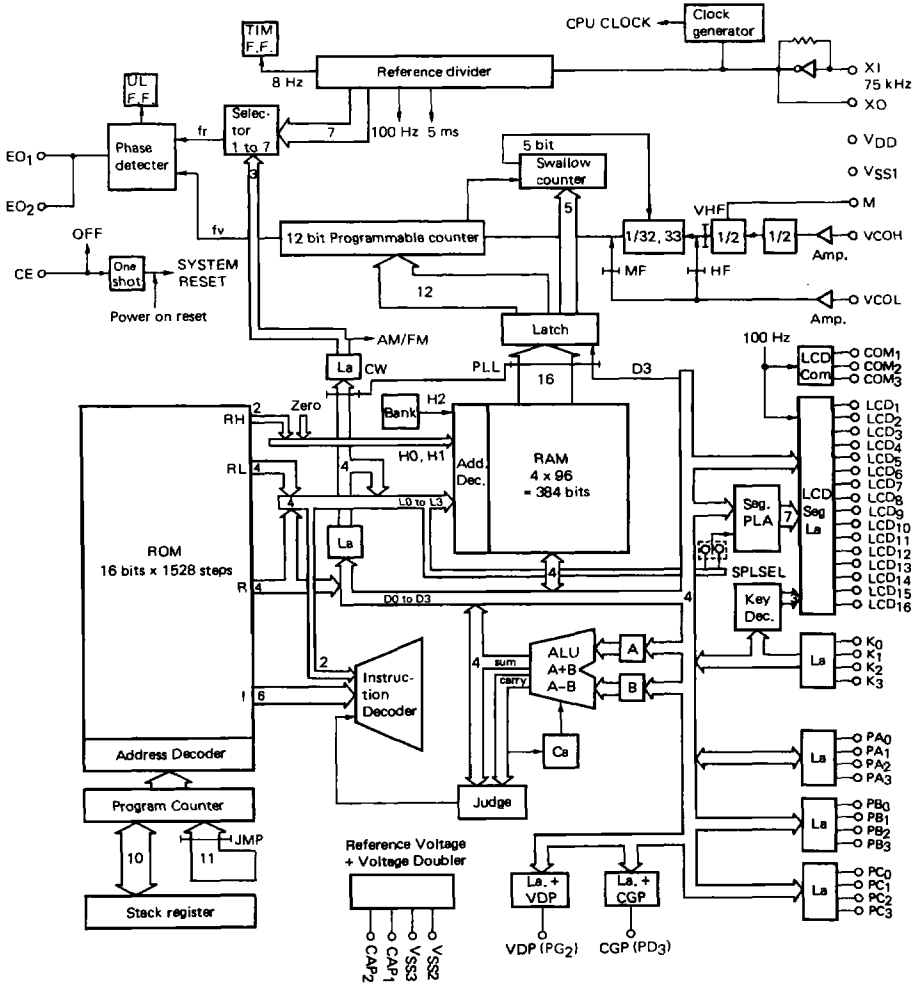 TIM
F.F.
8 Hz
Reference divider
CPU CLOCK
Clock
generator
XI
75 kHz
XO
UL
F.F.
Selec-
tor
1 to 7
7
100 Hz
5 ms
fr
Phase
detecter
EO1
EO2
3
5 bit
Swallow
counter
5
VDD
VSS1
M
VHF
fv
12 bit Programmable counter
1/32, 33
1/2
1/2
VCOH
Amp.
MF
HF
OFF
CE
One
shot
SYSTEM
RESET
Power on reset
12
VCOL
Amp.
Latch
AM/FM
La
CW
PLL
16
D3
100 Hz
LCD
Com
COM1
COM2
COM3
2
RH
Zero
Bank
H2
H0, H1
RL
4
4
4
L0 to L3
Add.
Dec.
RAM
4 x 96
= 384 bits
ROM
16 bits x 1528 steps
La
R
4
D0 to D3
4
Seg.
PLA
7
LCD
Seg
La
LCD1
LCD2
LCD3
LCD4
LCD5
LCD6
LCD7
LCD8
LCD9
LCD10
LCD11
LCD12
LCD13
LCD14
LCD15
LCD16
SPLSEL
Key
Dec.
3
4
2
I
6
Instruc-
tion
Decoder
4
sum
carry
ALU
A+B
A−B
A
B
Ca
Judge
La
K0
K1
K2
K3
La
PA0
PA1
PA2
PA3
La
PB0
PB1
PB2
PB3
La
PC0
PC1
PC2
PC3
Address Decoder
Program Counter
10
11
JMP
Stack register
Reference Voltage
+ Voltage Doubler
CAP2
CAP1
VSS3
VSS2
La. +
VDP
La. +
CGP
VDP (PG2)
CGP (PD3)